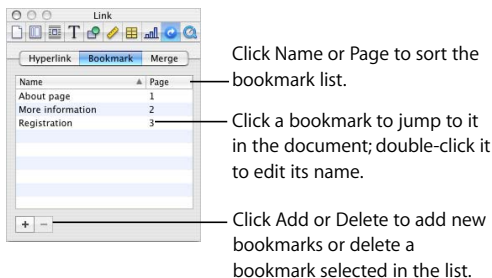 Link
T
Hyperlink Bookmark Merge
Name Page
About page 1
More information 2
Registration 3
+ −
Click Name or Page to sort the
bookmark list.
Click a bookmark to jump to it
in the document; double-click it
to edit its name.
Click Add or Delete to add new
bookmarks or delete a
bookmark selected in the list.